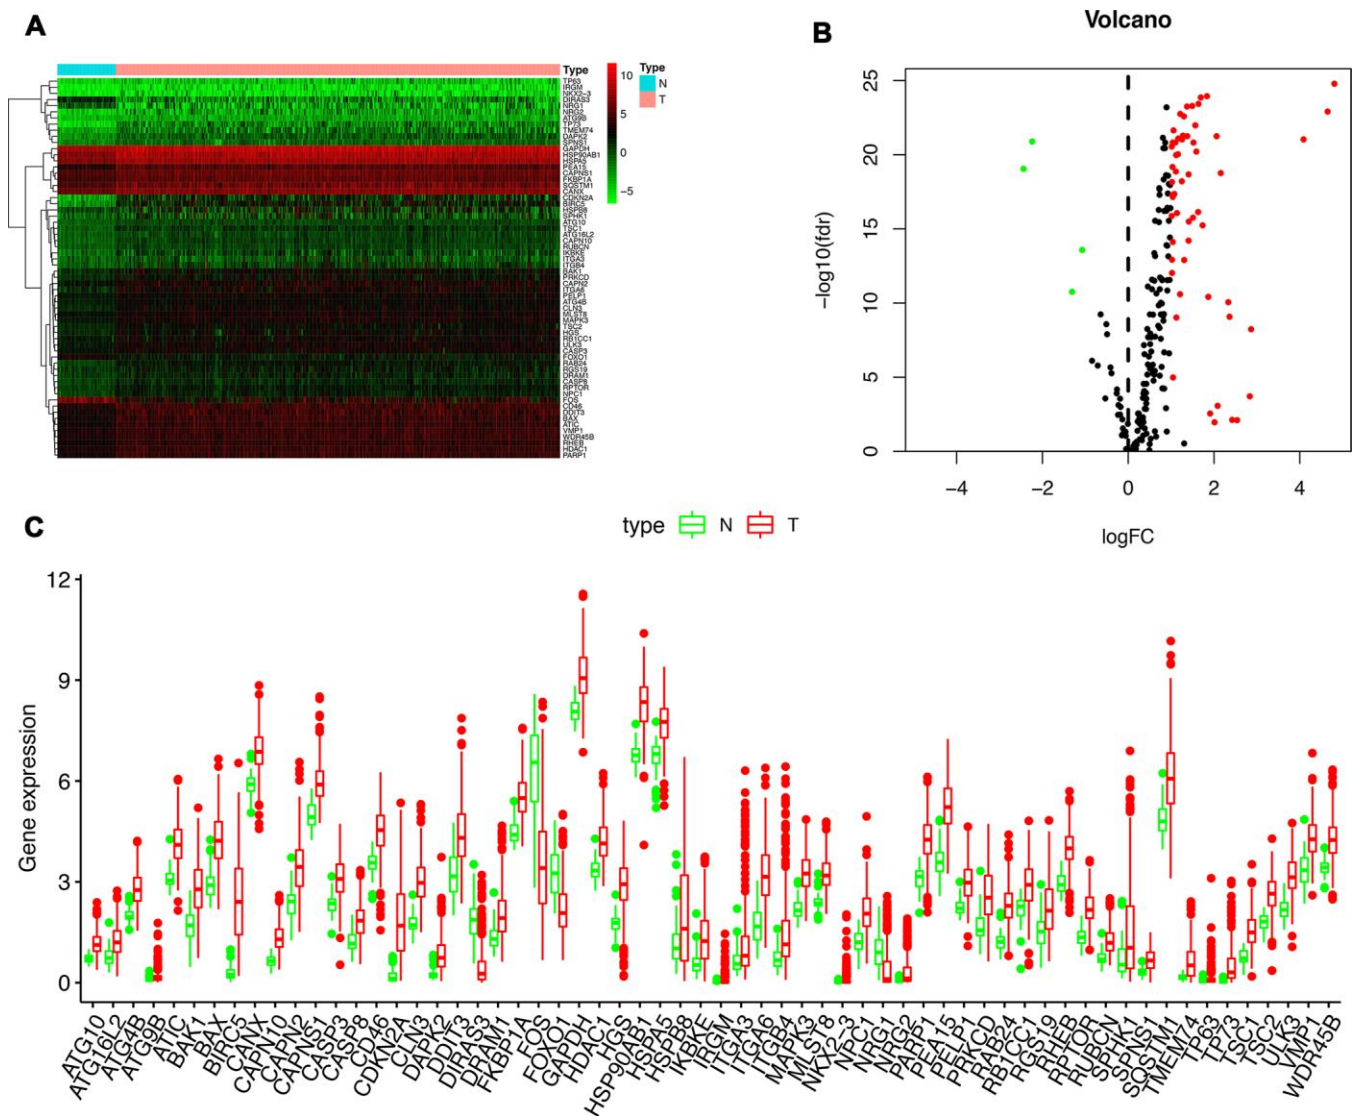 A
Type
TP63
IRGM
NKX2-3
DIRAS3
NRG1
NRG2
ATG9B
TP73
TMEM74
DAPK2
SPNS1
GAPDH
HSP90AB1
HSPA5
PEA15
CAPNS1
FKBP1A
SQSTM1
CANX
CDKN2A
BIRC5
HSPB8
SPHK1
ATG10
TSC1
ATG16L2
CAPN10
RUBCN
IKBKE
ITGA3
ITGB4
BAK1
PRKCD
CAPN2
ITGA6
PELP1
ATG4B
CLN3
MLST8
MAPK3
TSC2
HGS
RB1CC1
ULK3
CASP3
FOXO1
RAB24
RGS19
DRAM1
CASP8
RPTOR
NPC1
FOS
CD46
DDIT3
BAX
ATIC
VMP1
WDR45B
RHEB
HDAC1
PARP1
10
5
0
−5
Type
N
T
B
Volcano
−log10(fdr)
25
20
15
10
5
0
−4 −2 0 2 4
logFC
C
type N T
Gene expression
12
9
6
3
0
ATG10 ATG16L2 ATG4B ATG9B ATIC BAK1 BAX BIRC5 CANX CAPN10 CAPN2 CAPNS1 CASP3 CASP8 CD46 CDKN2A CLN3 DAPK2 DDIT3 DIRAS3 DRAM1 FKBP1A FOS FOXO1 GAPDH HDAC1 HGS HSP90AB1 HSPA5 HSPB8 IKBKE IRGM ITGA3 ITGA6 ITGB4 MAPK3 MLST8 NKX2−3 NPC1 NRG1 NRG2 PARP1 PEA15 PELP1 PRKCD RAB24 RB1CC1 RGS19 RHEB RPTOR RUBCN SPHK1 SPNS1 SQSTM1 TMEM74 TP63 TP73 TSC1 TSC2 ULK3 VMP1 WDR45B